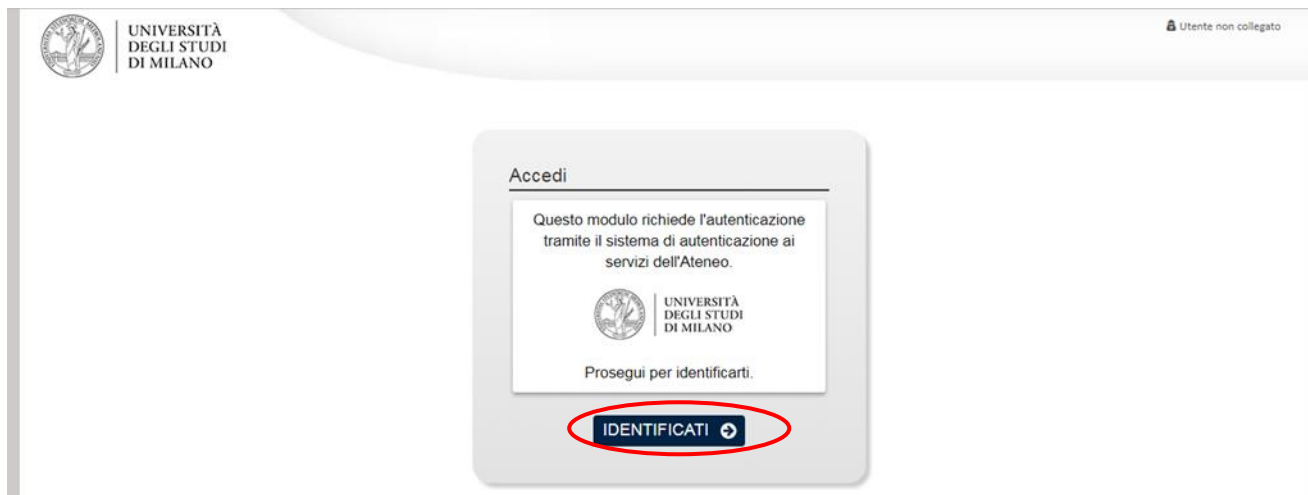 UNIVERSITÀ
DEGLI STUDI
DI MILANO
Utente non collegato
Accedi
Questo modulo richiede l'autenticazione
tramite il sistema di autenticazione ai
servizi dell'Ateneo.
UNIVERSITÀ
DEGLI STUDI
DI MILANO
Prosegui per identificarti.
IDENTIFICATI